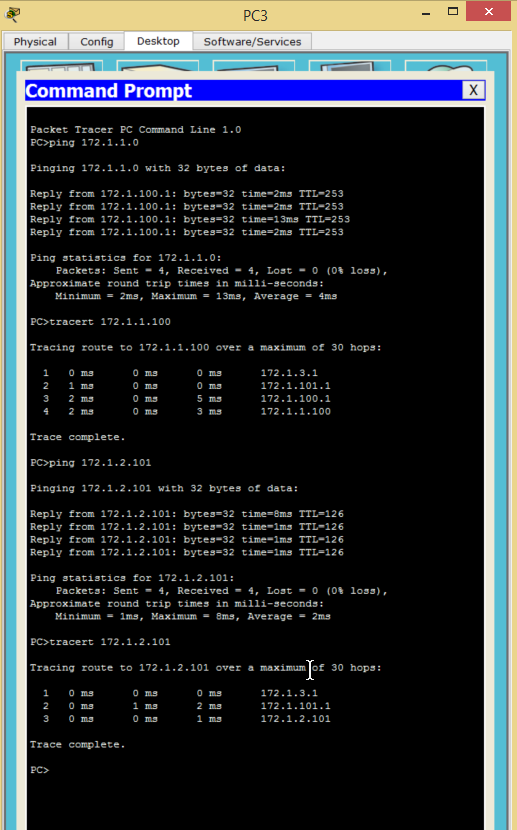 PC3
Physical Config Desktop Software/Services
Command Prompt X
Packet Tracer PC Command Line 1.0
PC>ping 172.1.1.0
Pinging 172.1.1.0 with 32 bytes of data:
Reply from 172.1.100.1: bytes=32 time=2ms TTL=253
Reply from 172.1.100.1: bytes=32 time=2ms TTL=253
Reply from 172.1.100.1: bytes=32 time=13ms TTL=253
Reply from 172.1.100.1: bytes=32 time=2ms TTL=253
Ping statistics for 172.1.1.0:
Packets: Sent = 4, Received = 4, Lost = 0 (0% loss),
Approximate round trip times in milli-seconds:
Minimum = 2ms, Maximum = 13ms, Average = 4ms
PC>tracert 172.1.1.100
Tracing route to 172.1.1.100 over a maximum of 30 hops:
1 0 ms 0 ms 0 ms 172.1.3.1
2 1 ms 0 ms 0 ms 172.1.101.1
3 2 ms 0 ms 5 ms 172.1.100.1
4 2 ms 0 ms 3 ms 172.1.1.100
Trace complete.
PC>ping 172.1.2.101
Pinging 172.1.2.101 with 32 bytes of data:
Reply from 172.1.2.101: bytes=32 time=8ms TTL=126
Reply from 172.1.2.101: bytes=32 time=1ms TTL=126
Reply from 172.1.2.101: bytes=32 time=1ms TTL=126
Reply from 172.1.2.101: bytes=32 time=1ms TTL=126
Ping statistics for 172.1.2.101:
Packets: Sent = 4, Received = 4, Lost = 0 (0% loss),
Approximate round trip times in milli-seconds:
Minimum = 1ms, Maximum = 8ms, Average = 2ms
PC>tracert 172.1.2.101
Tracing route to 172.1.2.101 over a maximum of 30 hops:
1 0 ms 0 ms 0 ms 172.1.3.1
2 0 ms 1 ms 2 ms 172.1.101.1
3 0 ms 0 ms 1 ms 172.1.2.101
Trace complete.
PC>